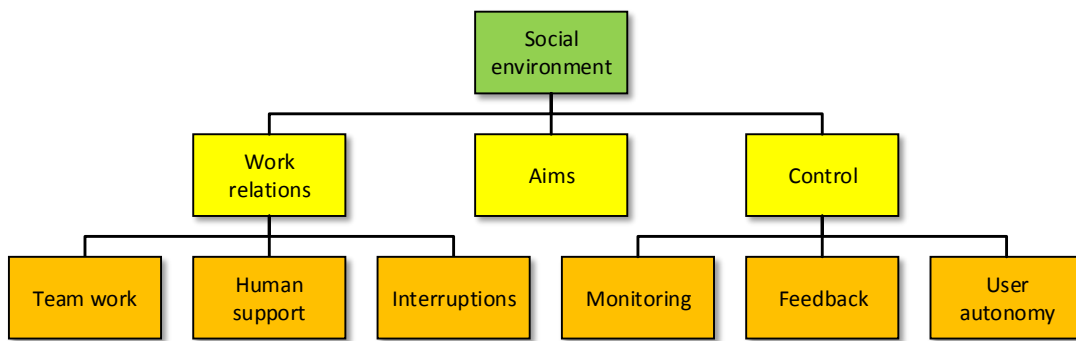 Social
environment
Work
relations
Aims
Control
Team work
Human
support
Interruptions
Monitoring
Feedback
User
autonomy